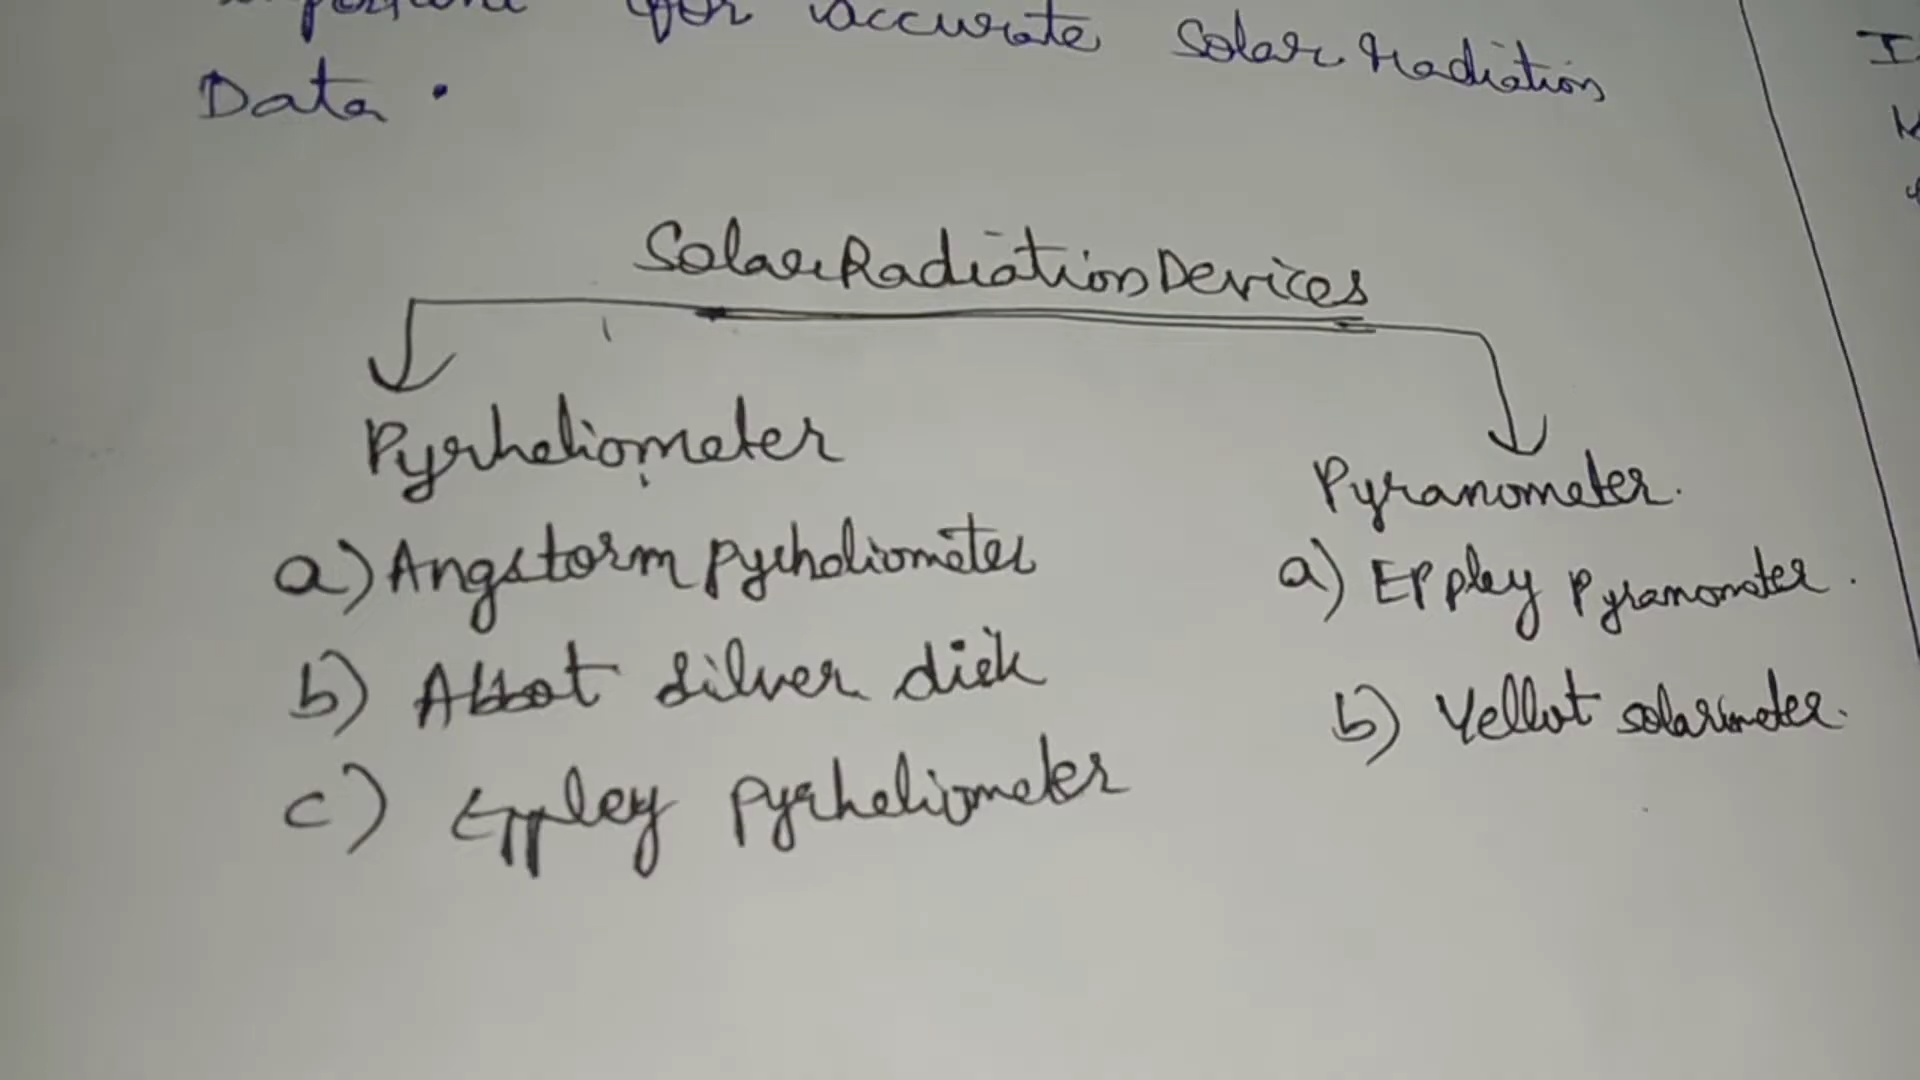 for accurate Solar Radiation
Data.
Solar Radiation Devices
Pyrheliometer
a) Angstorm pyrheliometer
b) Abbot silver disk
c) Eppley pyrheliometer
Pyranometer.
a) Eppley Pyranometer.
b) Yellot solarimeter.